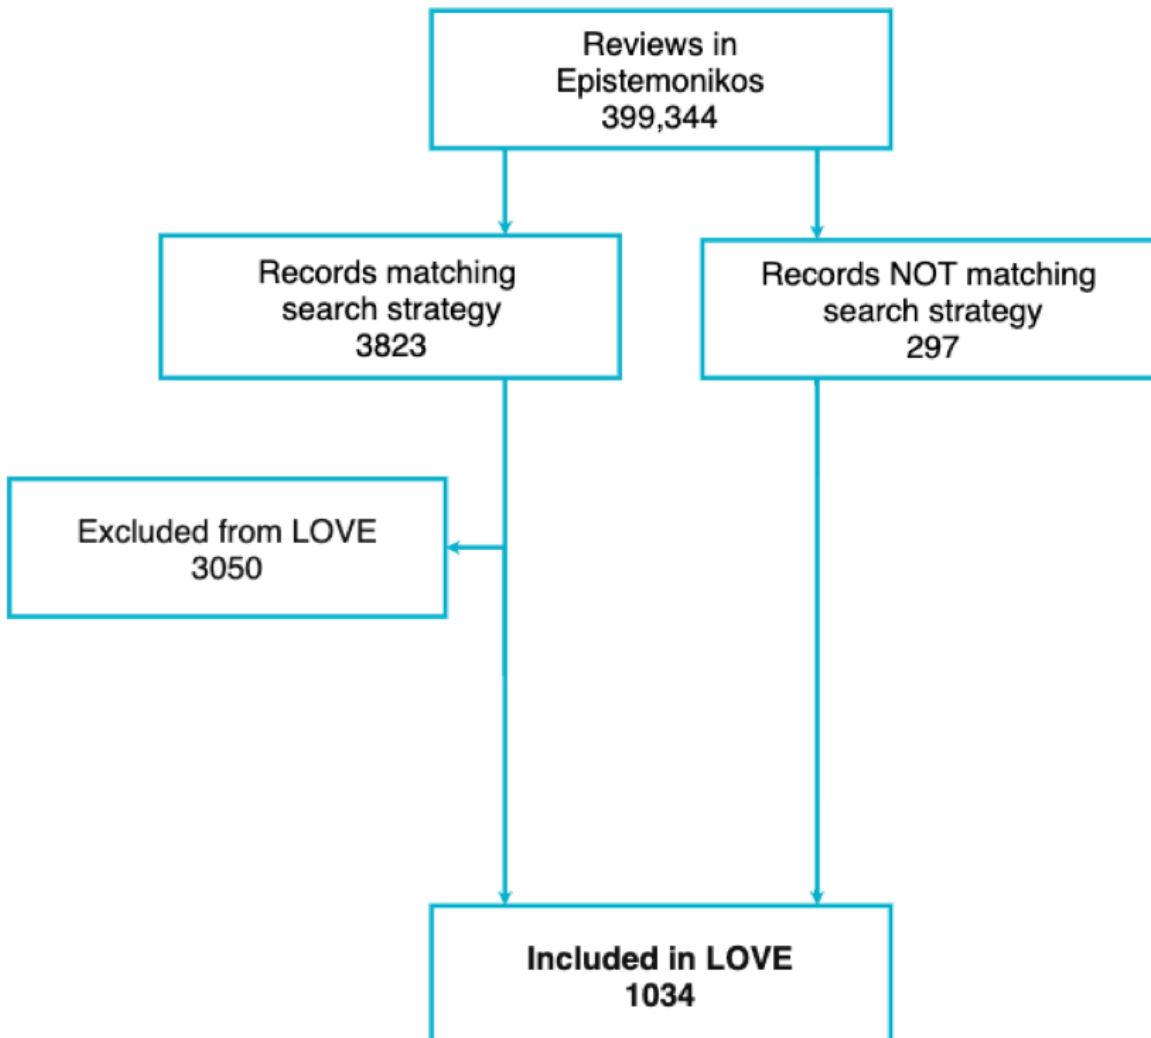 Reviews in
Epistemonikos
399,344
Records matching
search strategy
3823
Records NOT matching
search strategy
297
Excluded from LOVE
3050
Included in LOVE
1034